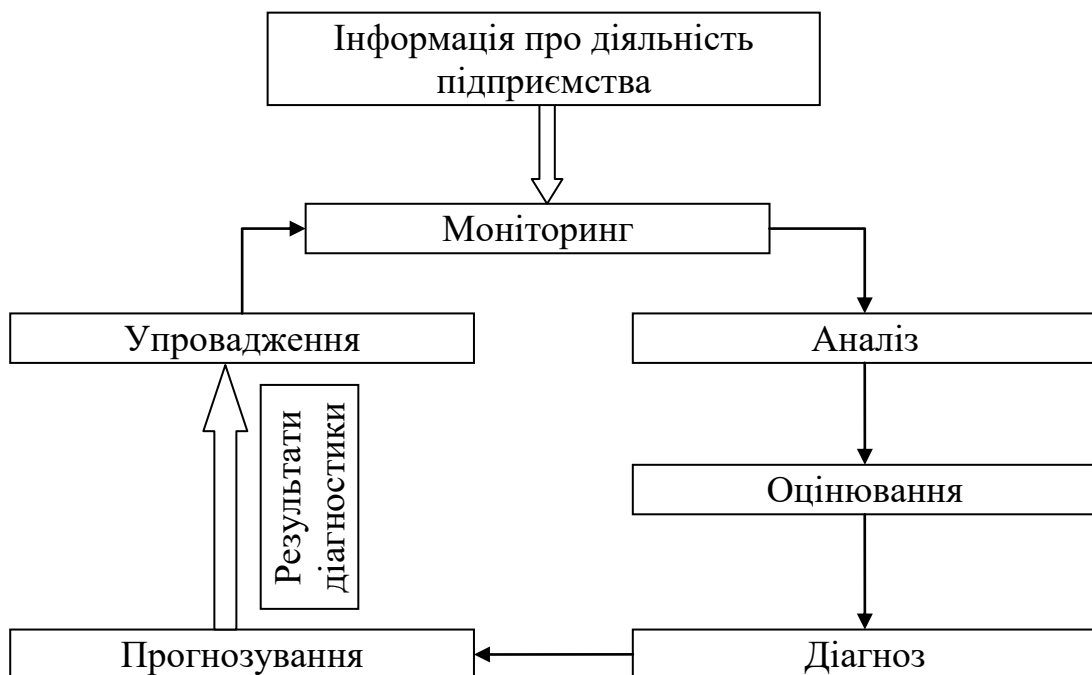 Інформація про діяльність
підприємства
Моніторинг
Упровадження
Аналіз
Результати
діагностики
Оцінювання
Прогнозування
Діагноз